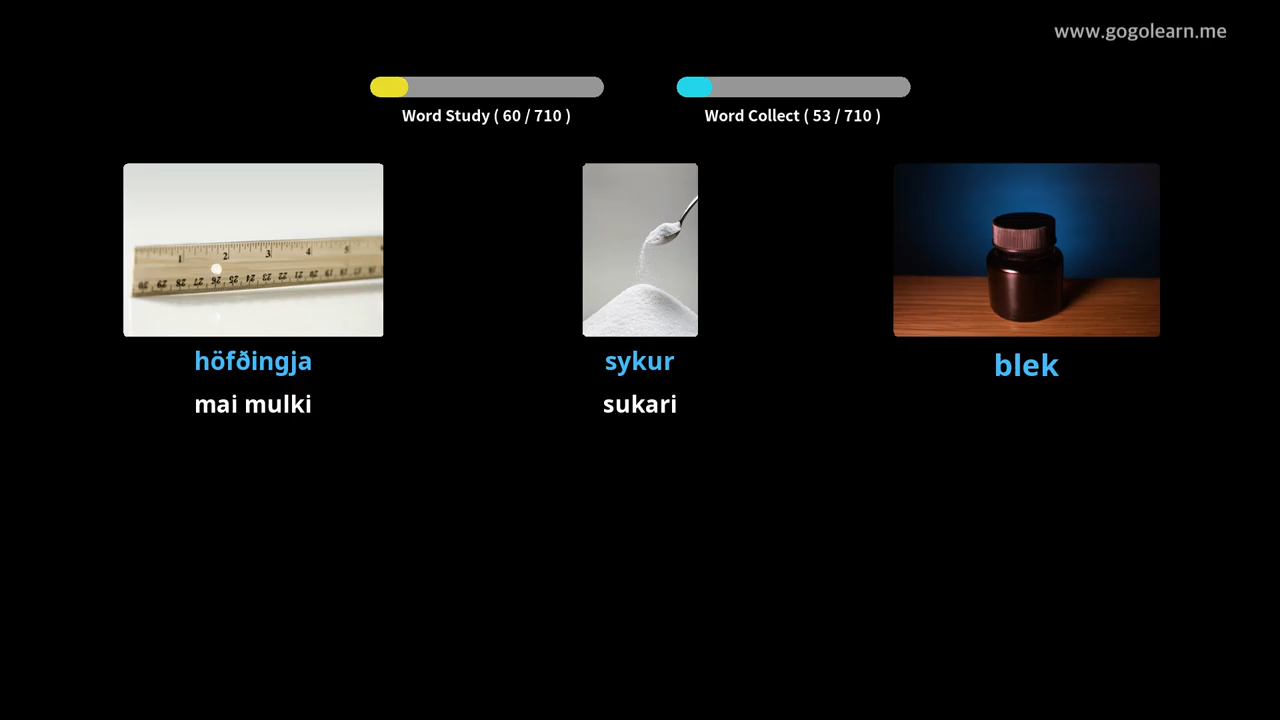 www.gogolearn.me
Word Study ( 60 / 710 )
Word Collect ( 53 / 710 )
höfðingja
sykur
blek
mai mulki
sukari